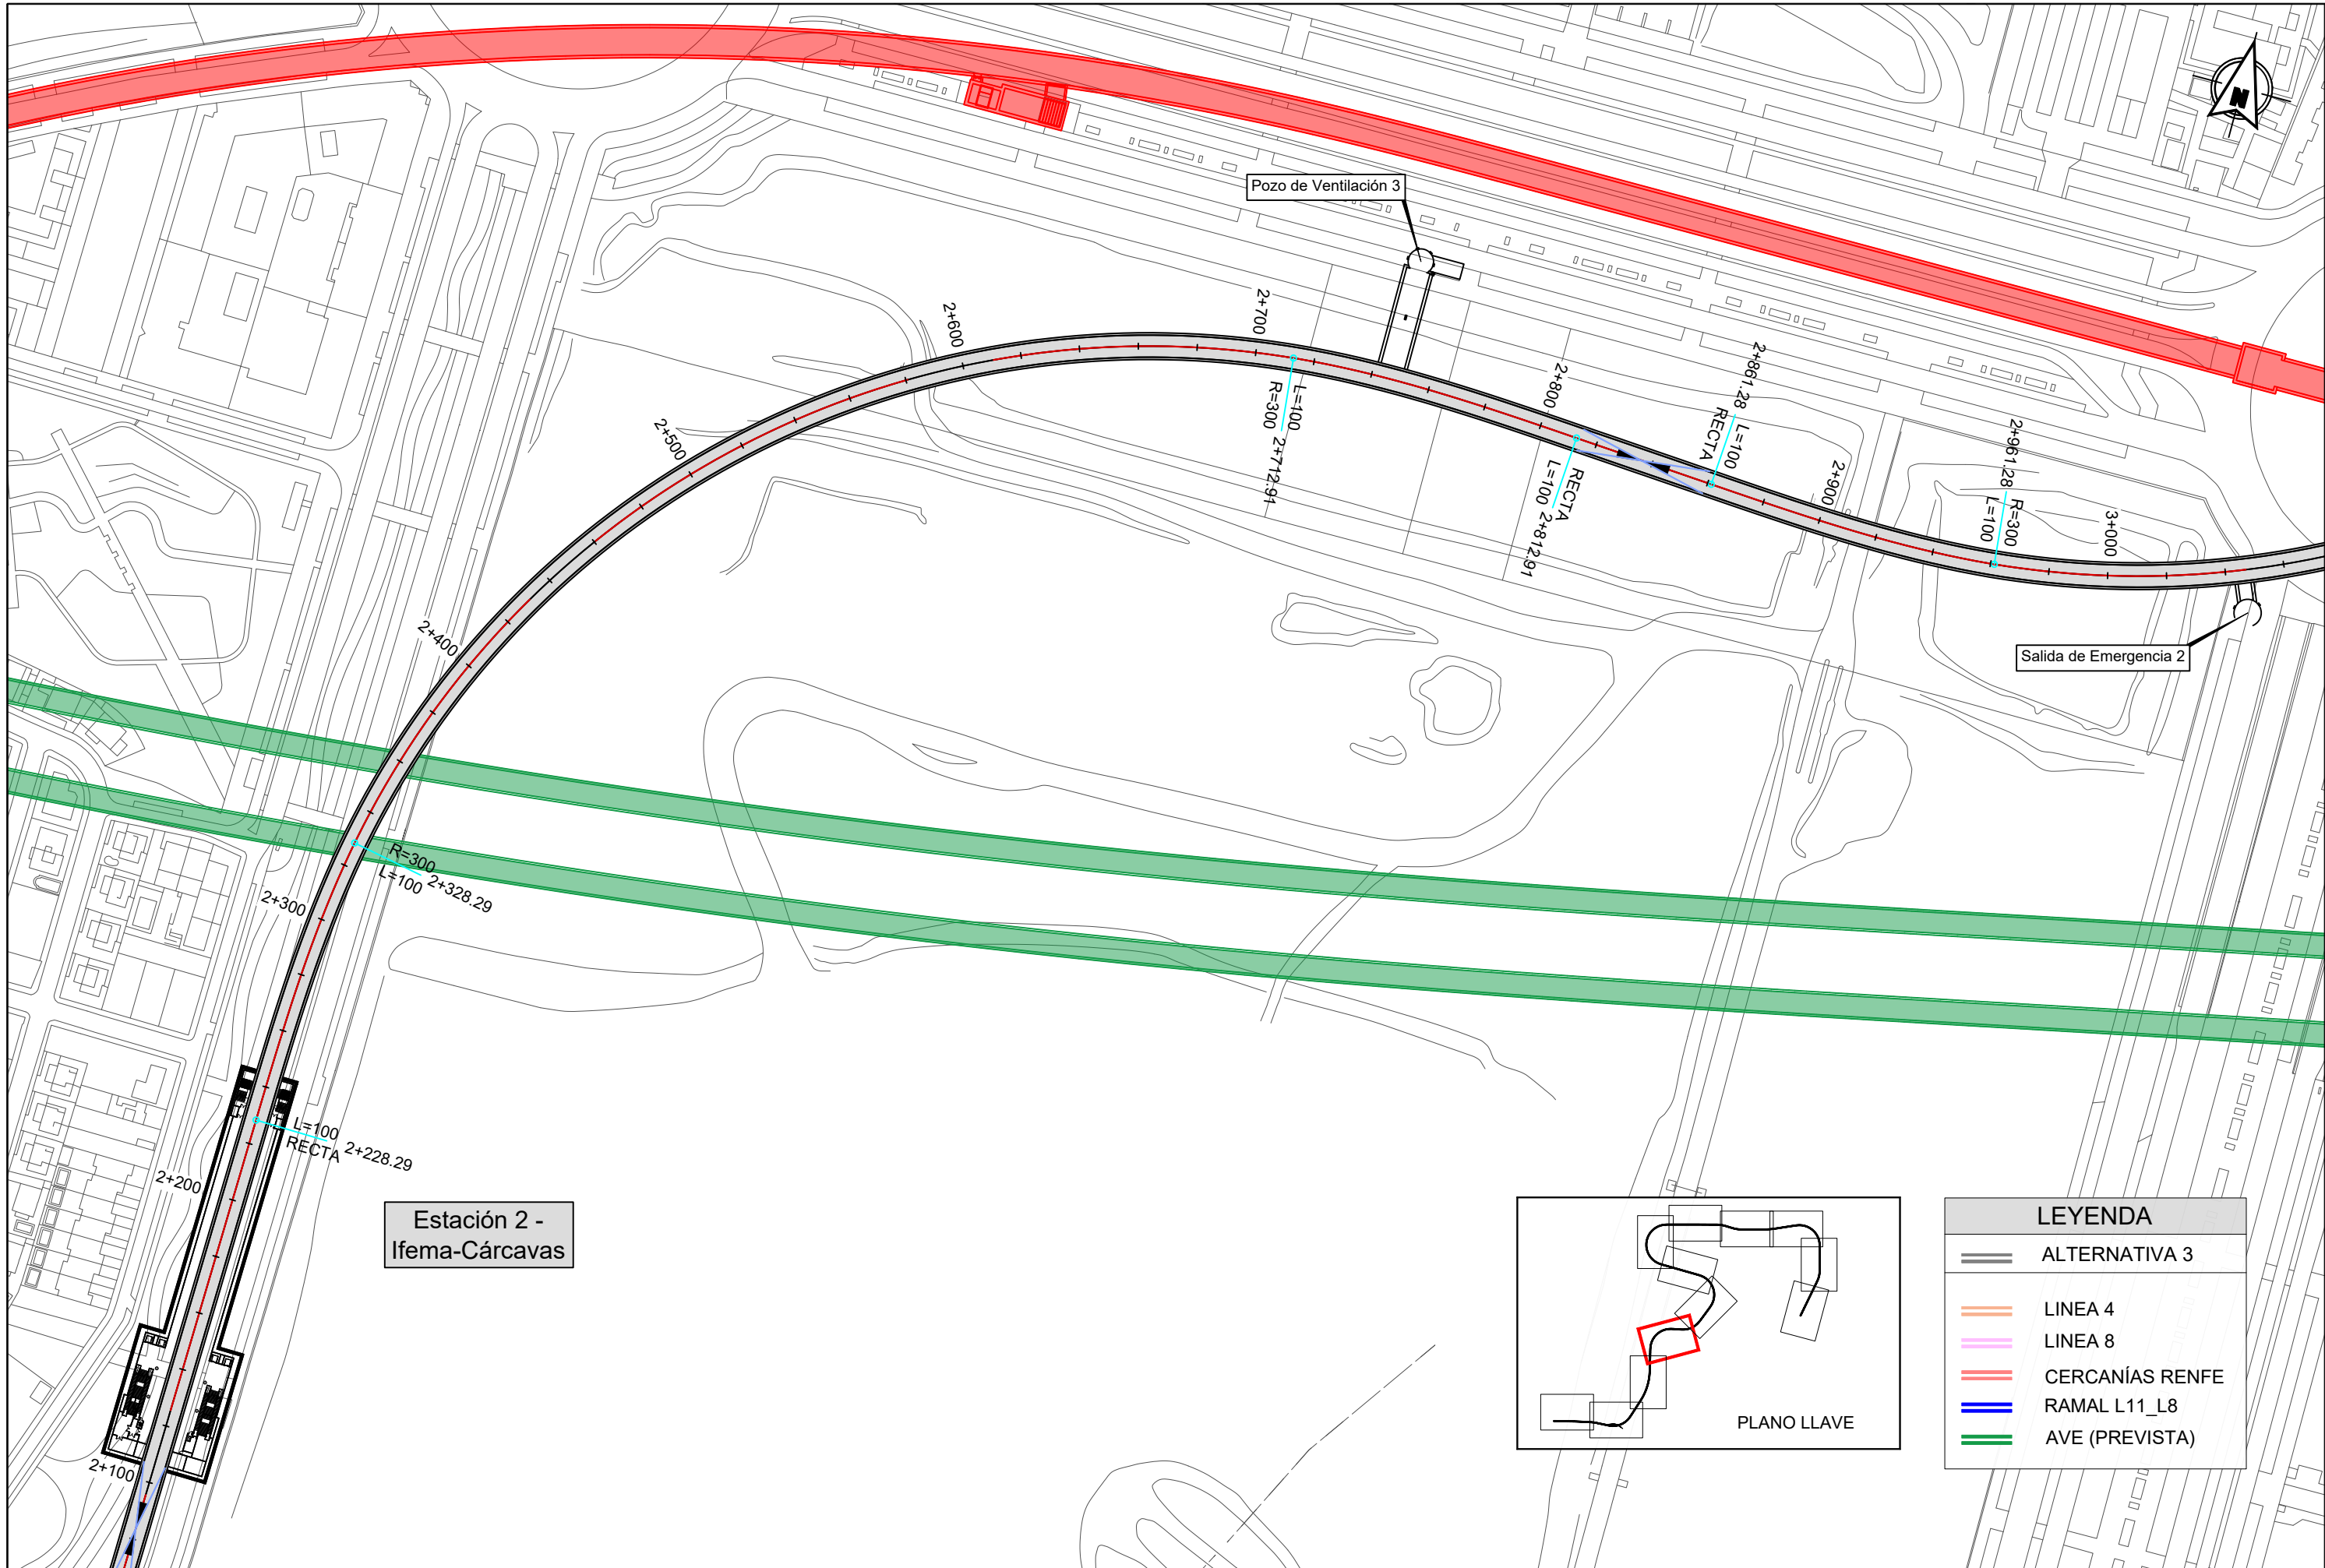 N
Pozo de Ventilación 3
2+600
2+700
2+500
L=100
R=300 2+712.91
2+800
2+861.28 L=100
RECTA
RECTA
L=100 2+812.91
2+900
2+961.28 R=300
L=100
3+000
2+400
Salida de Emergencia 2
R=300
L=100 2+328.29
2+300
L=100
RECTA 2+228.29
2+200
Estación 2 -
Ifema-Cárcavas
2+100
PLANO LLAVE
LEYENDA
ALTERNATIVA 3
LINEA 4
LINEA 8
CERCANÍAS RENFE
RAMAL L11_L8
AVE (PREVISTA)